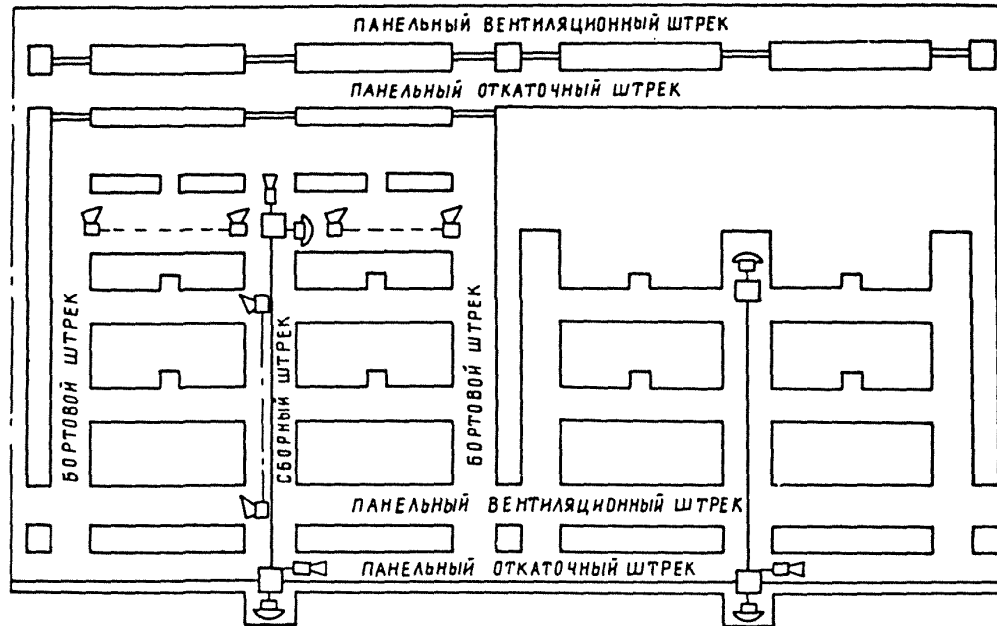 ПАНЕЛЬНЫЙ ВЕНТИЛЯЦИОННЫЙ ШТРЕК
ПАНЕЛЬНЫЙ ОТКАТОЧНЫЙ ШТРЕК
БОРТОВОЙ ШТРЕК
СБОРНЫЙ ШТРЕК
БОРТОВОЙ ШТРЕК
ПАНЕЛЬНЫЙ ВЕНТИЛЯЦИОННЫЙ ШТРЕК
ПАНЕЛЬНЫЙ ОТКАТОЧНЫЙ ШТРЕК